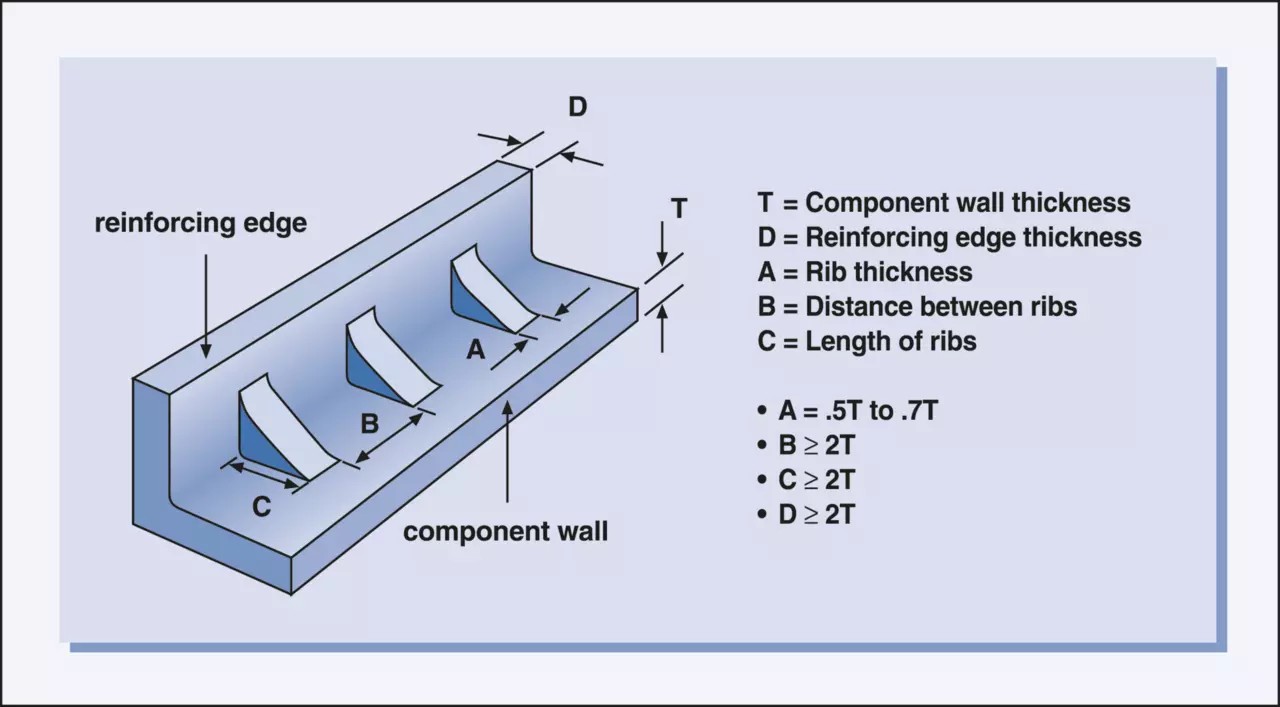 D
T
reinforcing edge
A
B
C
component wall
T = Component wall thickness
D = Reinforcing edge thickness
A = Rib thickness
B = Distance between ribs
C = Length of ribs
• A = .5T to .7T
• B ≥ 2T
• C ≥ 2T
• D ≥ 2T